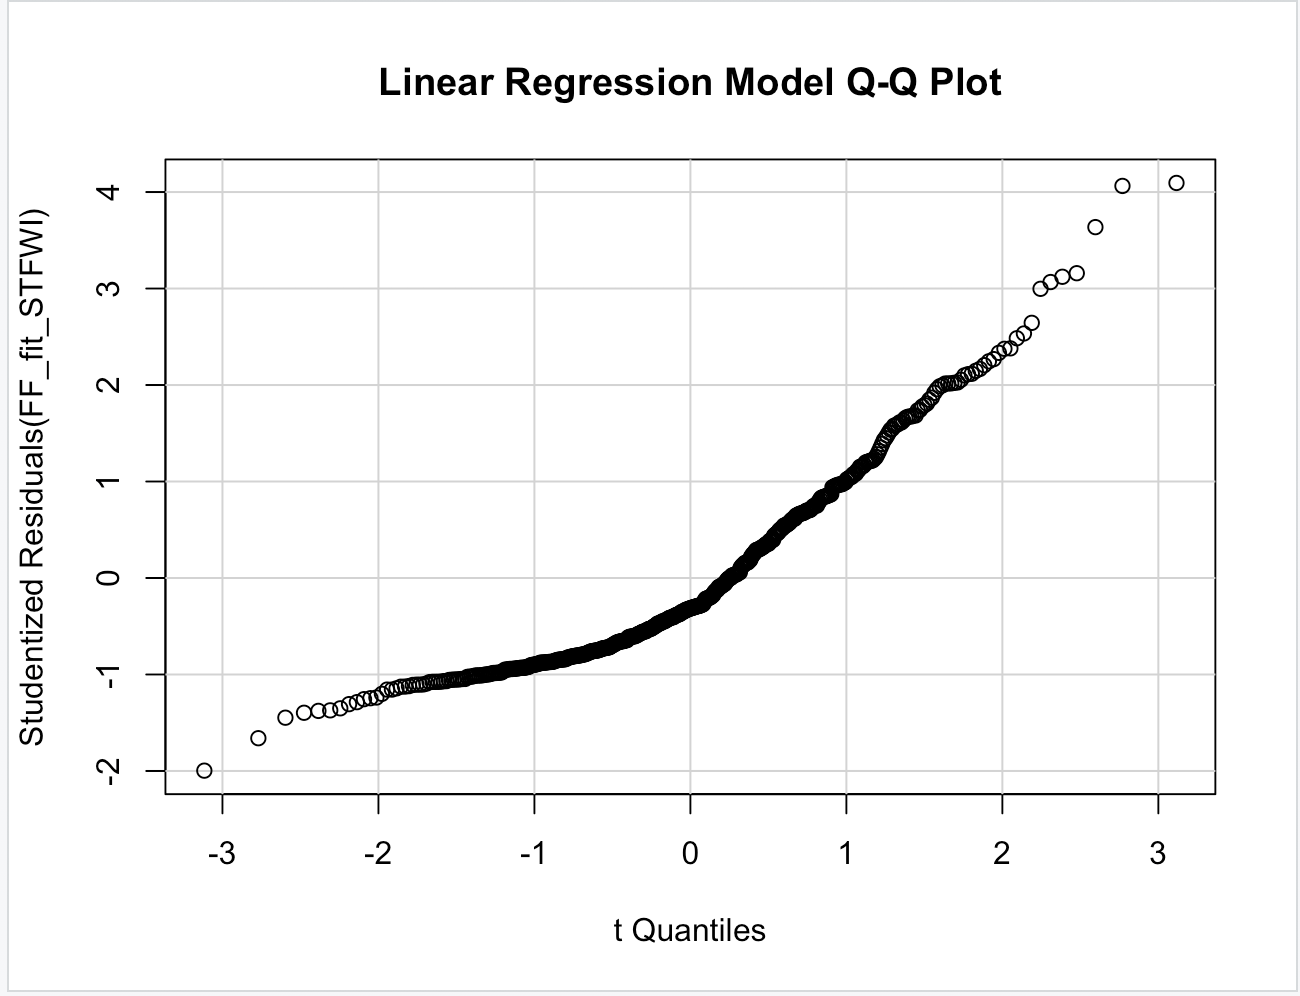 Linear Regression Model Q-Q Plot
Studentized Residuals(FF_fit_STFWI)
4
3
2
1
0
-1
-2
-3 -2 -1 0 1 2 3
t Quantiles